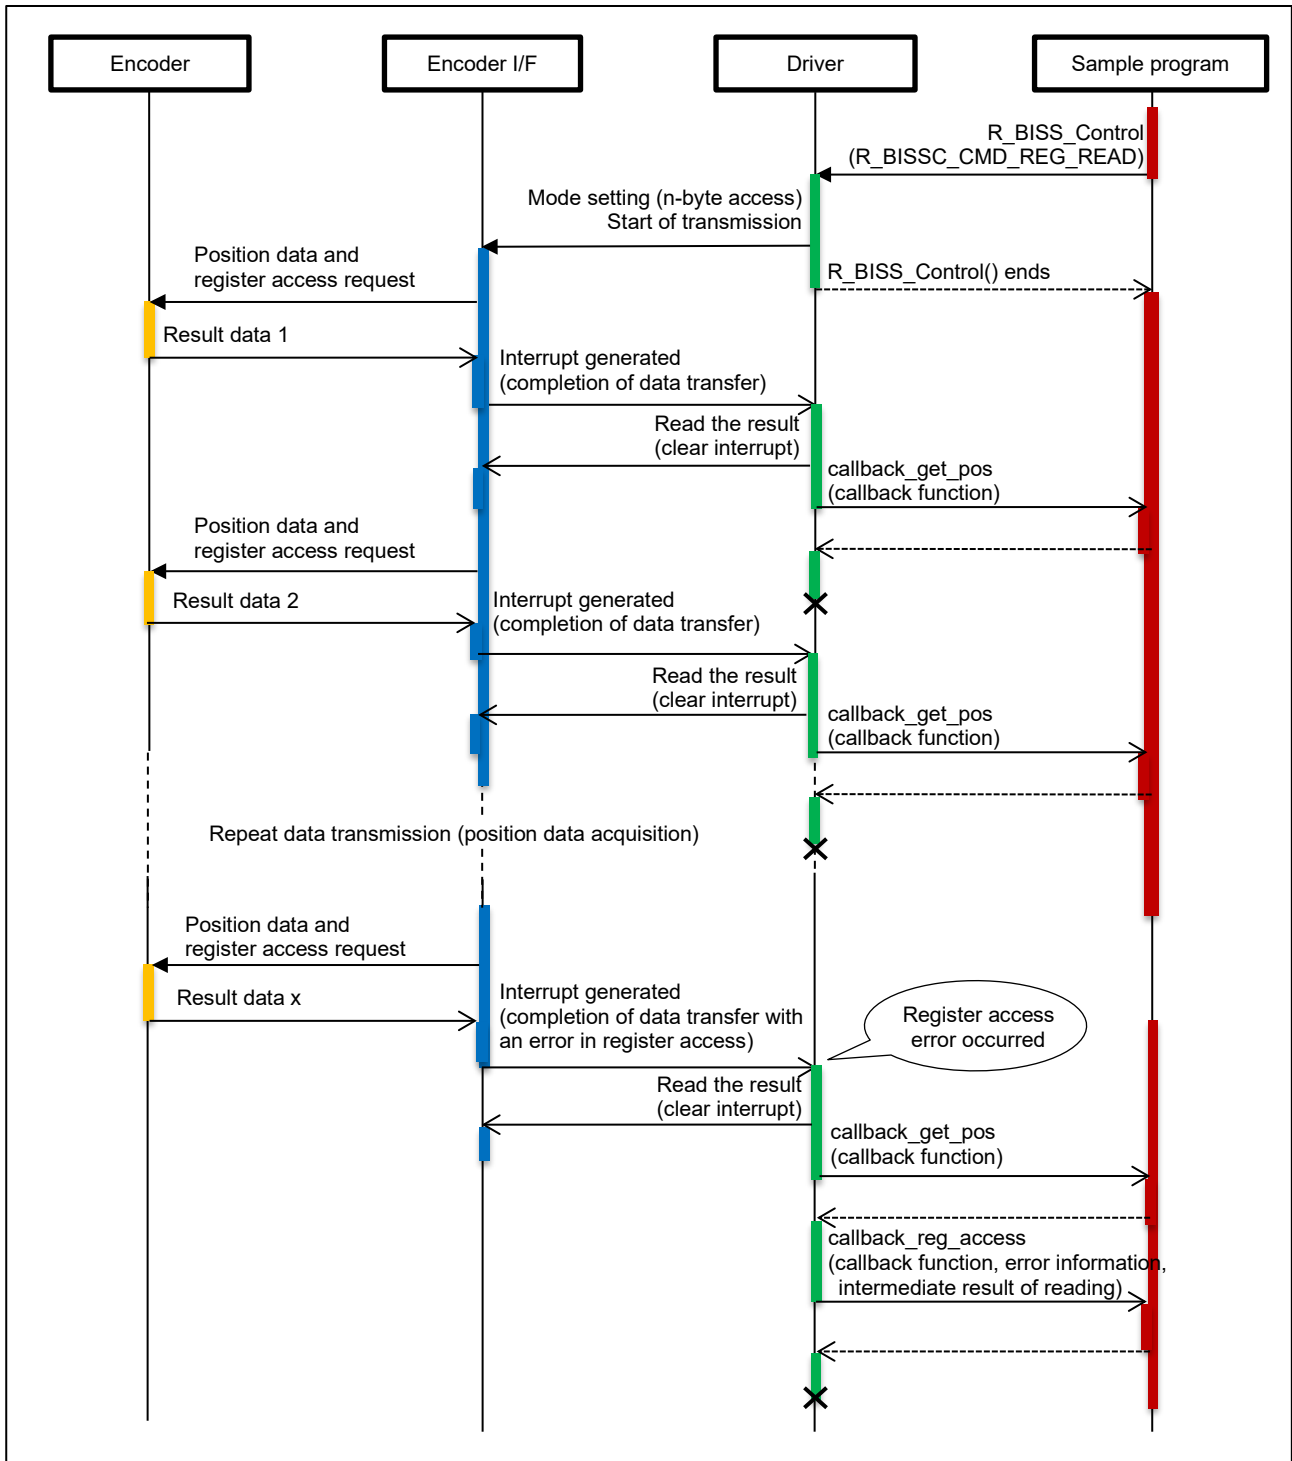 Encoder
Encoder I/F
Driver
Sample program
R_BISS_Control
(R_BISSC_CMD_REG_READ)
Mode setting (n-byte access)
Start of transmission
Position data and
register access request
R_BISS_Control() ends
Result data 1
Interrupt generated
(completion of data transfer)
Read the result
(clear interrupt)
callback_get_pos
(callback function)
Position data and
register access request
Result data 2
Interrupt generated
(completion of data transfer)
Read the result
(clear interrupt)
callback_get_pos
(callback function)
Repeat data transmission (position data acquisition)
Position data and
register access request
Result data x
Interrupt generated
(completion of data transfer with
an error in register access)
Register access
error occurred
Read the result
(clear interrupt)
callback_get_pos
(callback function)
callback_reg_access
(callback function, error information,
intermediate result of reading)